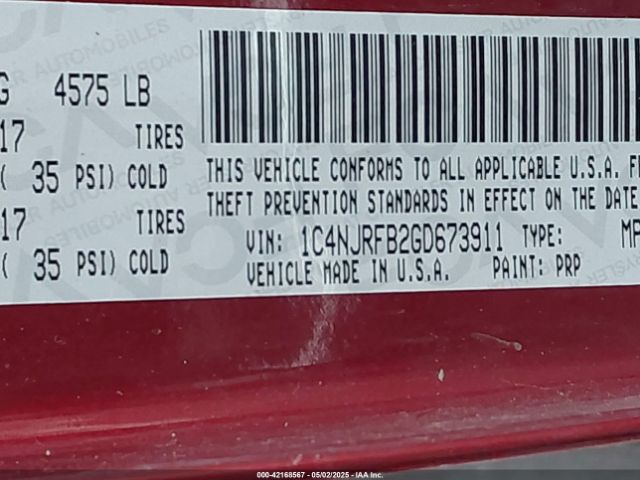 G 4575 LB
17 TIRES
( 35 PSI) COLD
17 TIRES
( 35 PSI) COLD
THIS VEHICLE CONFORMS TO ALL APPLICABLE U.S.A.
THEFT PREVENTION STANDARDS IN EFFECT ON THE DATE
VIN: 1C4NJRFB2GD673911 TYPE: MP
VEHICLE MADE IN U.S.A. PAINT: PRP
000-42168567 - 05/02/2025 - IAA Inc.